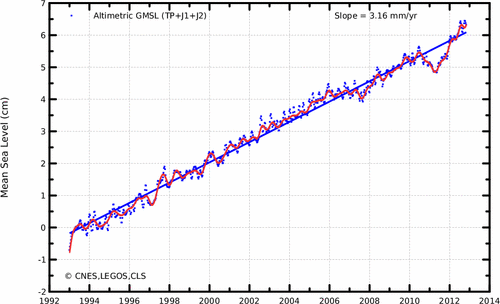 7
Altimetric GMSL (TP+J1+J2)
Slope = 3.16 mm/yr
6
5
4
3
2
1
0
-1
-2
Mean Sea Level (cm)
© CNES,LEGOS,CLS
1992 1994 1996 1998 2000 2002 2004 2006 2008 2010 2012 2014